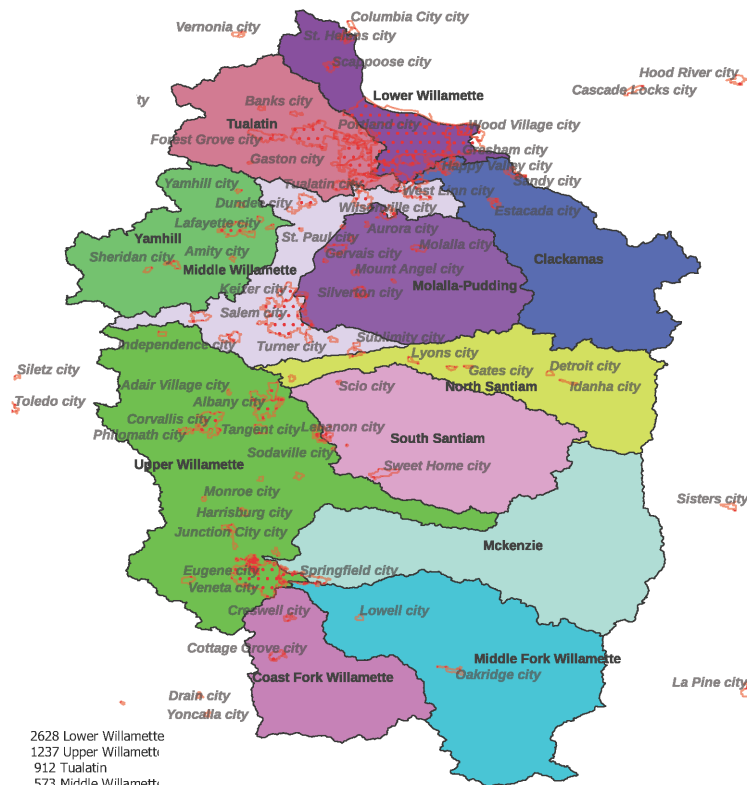 Columbia City city
Vernonia city
St. Helens city
Scappoose city
Hood River city
Cascade Locks city
ty
Banks city
Lower Willamette
Tualatin
Portland city
Wood Village city
Forest Grove city
Gresham city
Gaston city
Happy Valley city
Yamhill city
Tualatin city
Sandy city
West Linn city
Dundee city
Wilsonville city
Estacada city
Lafayette city
Aurora city
St. Paul city
Yamhill
Molalla city
Amity city
Gervais city
Sheridan city
Clackamas
Middle Willamette
Mount Angel city
Keizer city
Silverton city
Molalla-Pudding
Salem city
Independence city
Turner city
Sublimity city
Lyons city
Siletz city
Gates city
Detroit city
Adair Village city
Scio city
North Santiam
Idanha city
Toledo city
Albany city
Corvallis city
Tangent city
Lebanon city
Philomath city
South Santiam
Sodaville city
Upper Willamette
Sweet Home city
Monroe city
Sisters city
Harrisburg city
Junction City city
Mckenzie
Eugene city
Springfield city
Veneta city
Creswell city
Lowell city
Cottage Grove city
Middle Fork Willamette
Coast Fork Willamette
Oakridge city
La Pine city
Drain city
Yoncalla city
2628 Lower Willamette
1237 Upper Willamette
912 Tualatin
573 Middle Willamette